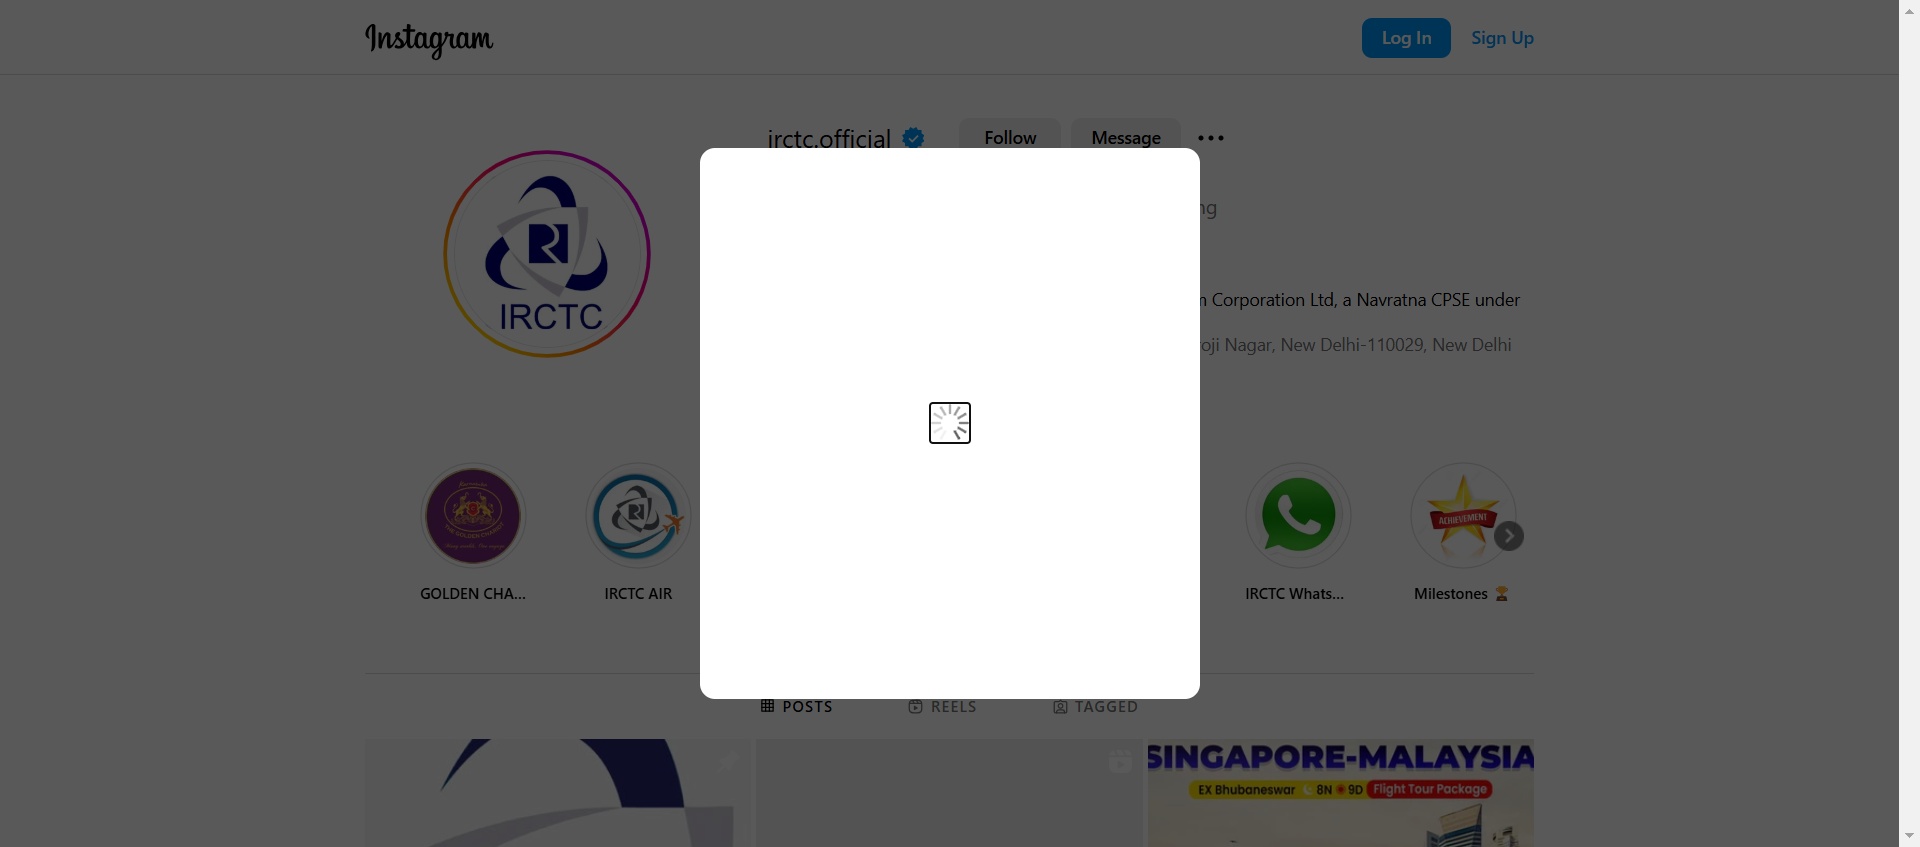 Instagram
Log In
Sign Up
irctc.official
Follow
Message
ng
n Corporation Ltd, a Navratna CPSE under
oji Nagar, New Delhi-110029, New Delhi
IRCTC
GOLDEN CHA...
IRCTC AIR
IRCTC Whats...
ACHIEVEMENT
Milestones 🏆
POSTS
REELS
TAGGED
SINGAPORE-MALAYSIA
EX Bhubaneswar 8N 9D Flight Tour Package